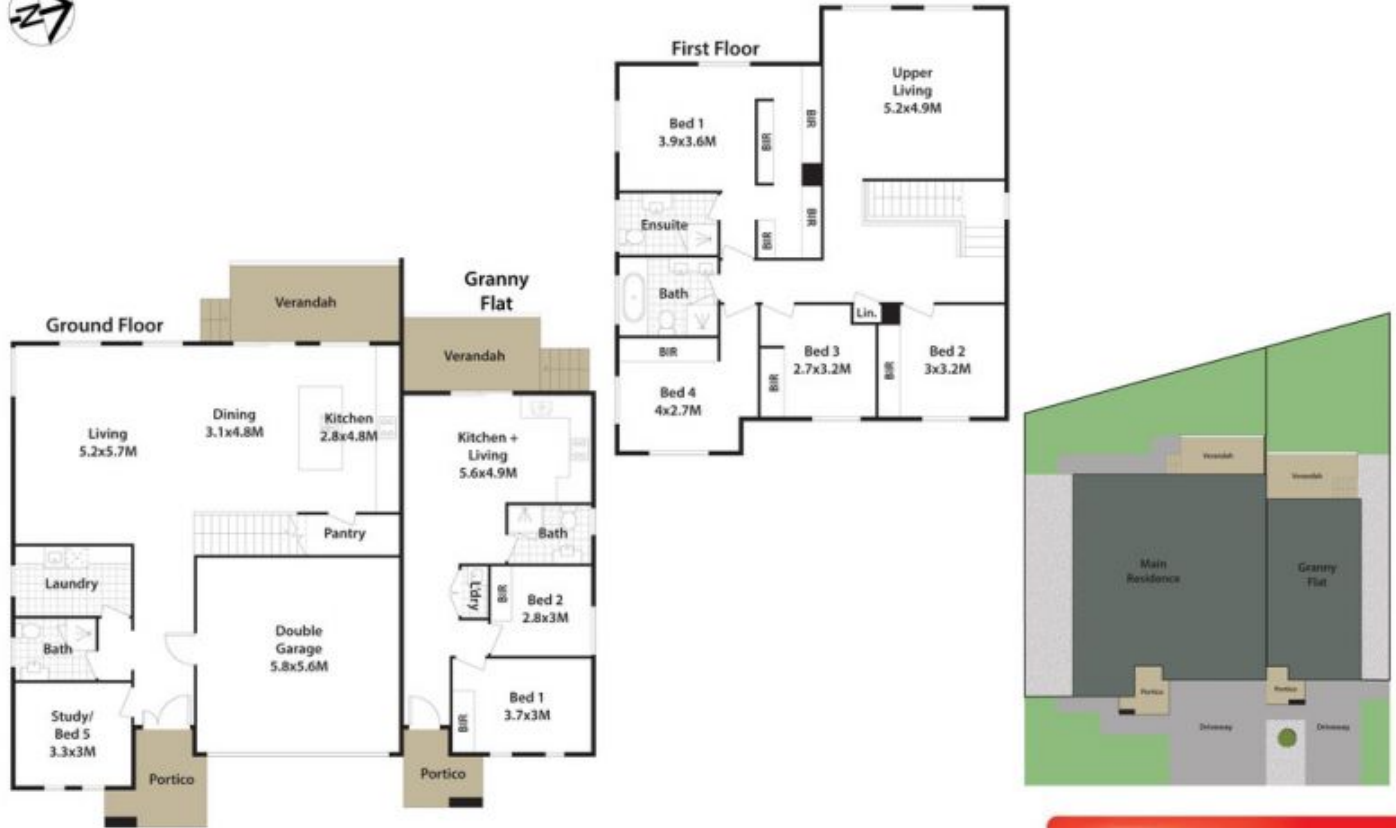 N
First Floor
Upper
Living
5.2x4.9M
Bed 1
3.9x3.6M
BIR
BIR
BIR
BIR
Ensuite
Bath
BIR
Bed 4
4x2.7M
BIR
Bed 3
2.7x3.2M
Lin.
BIR
Bed 2
3x3.2M
Ground Floor
Verandah
Living
5.2x5.7M
Dining
3.1x4.8M
Kitchen
2.8x4.8M
Pantry
Laundry
Bath
Study/
Bed 5
3.3x3M
Double
Garage
5.8x5.6M
Portico
Granny
Flat
Verandah
Kitchen +
Living
5.6x4.9M
Bath
L'dry
BIR
Bed 2
2.8x3M
BIR
Bed 1
3.7x3M
Portico
Verandah
Verandah
Main
Residence
Granny
Flat
Portico
Portico
Driveway
Driveway